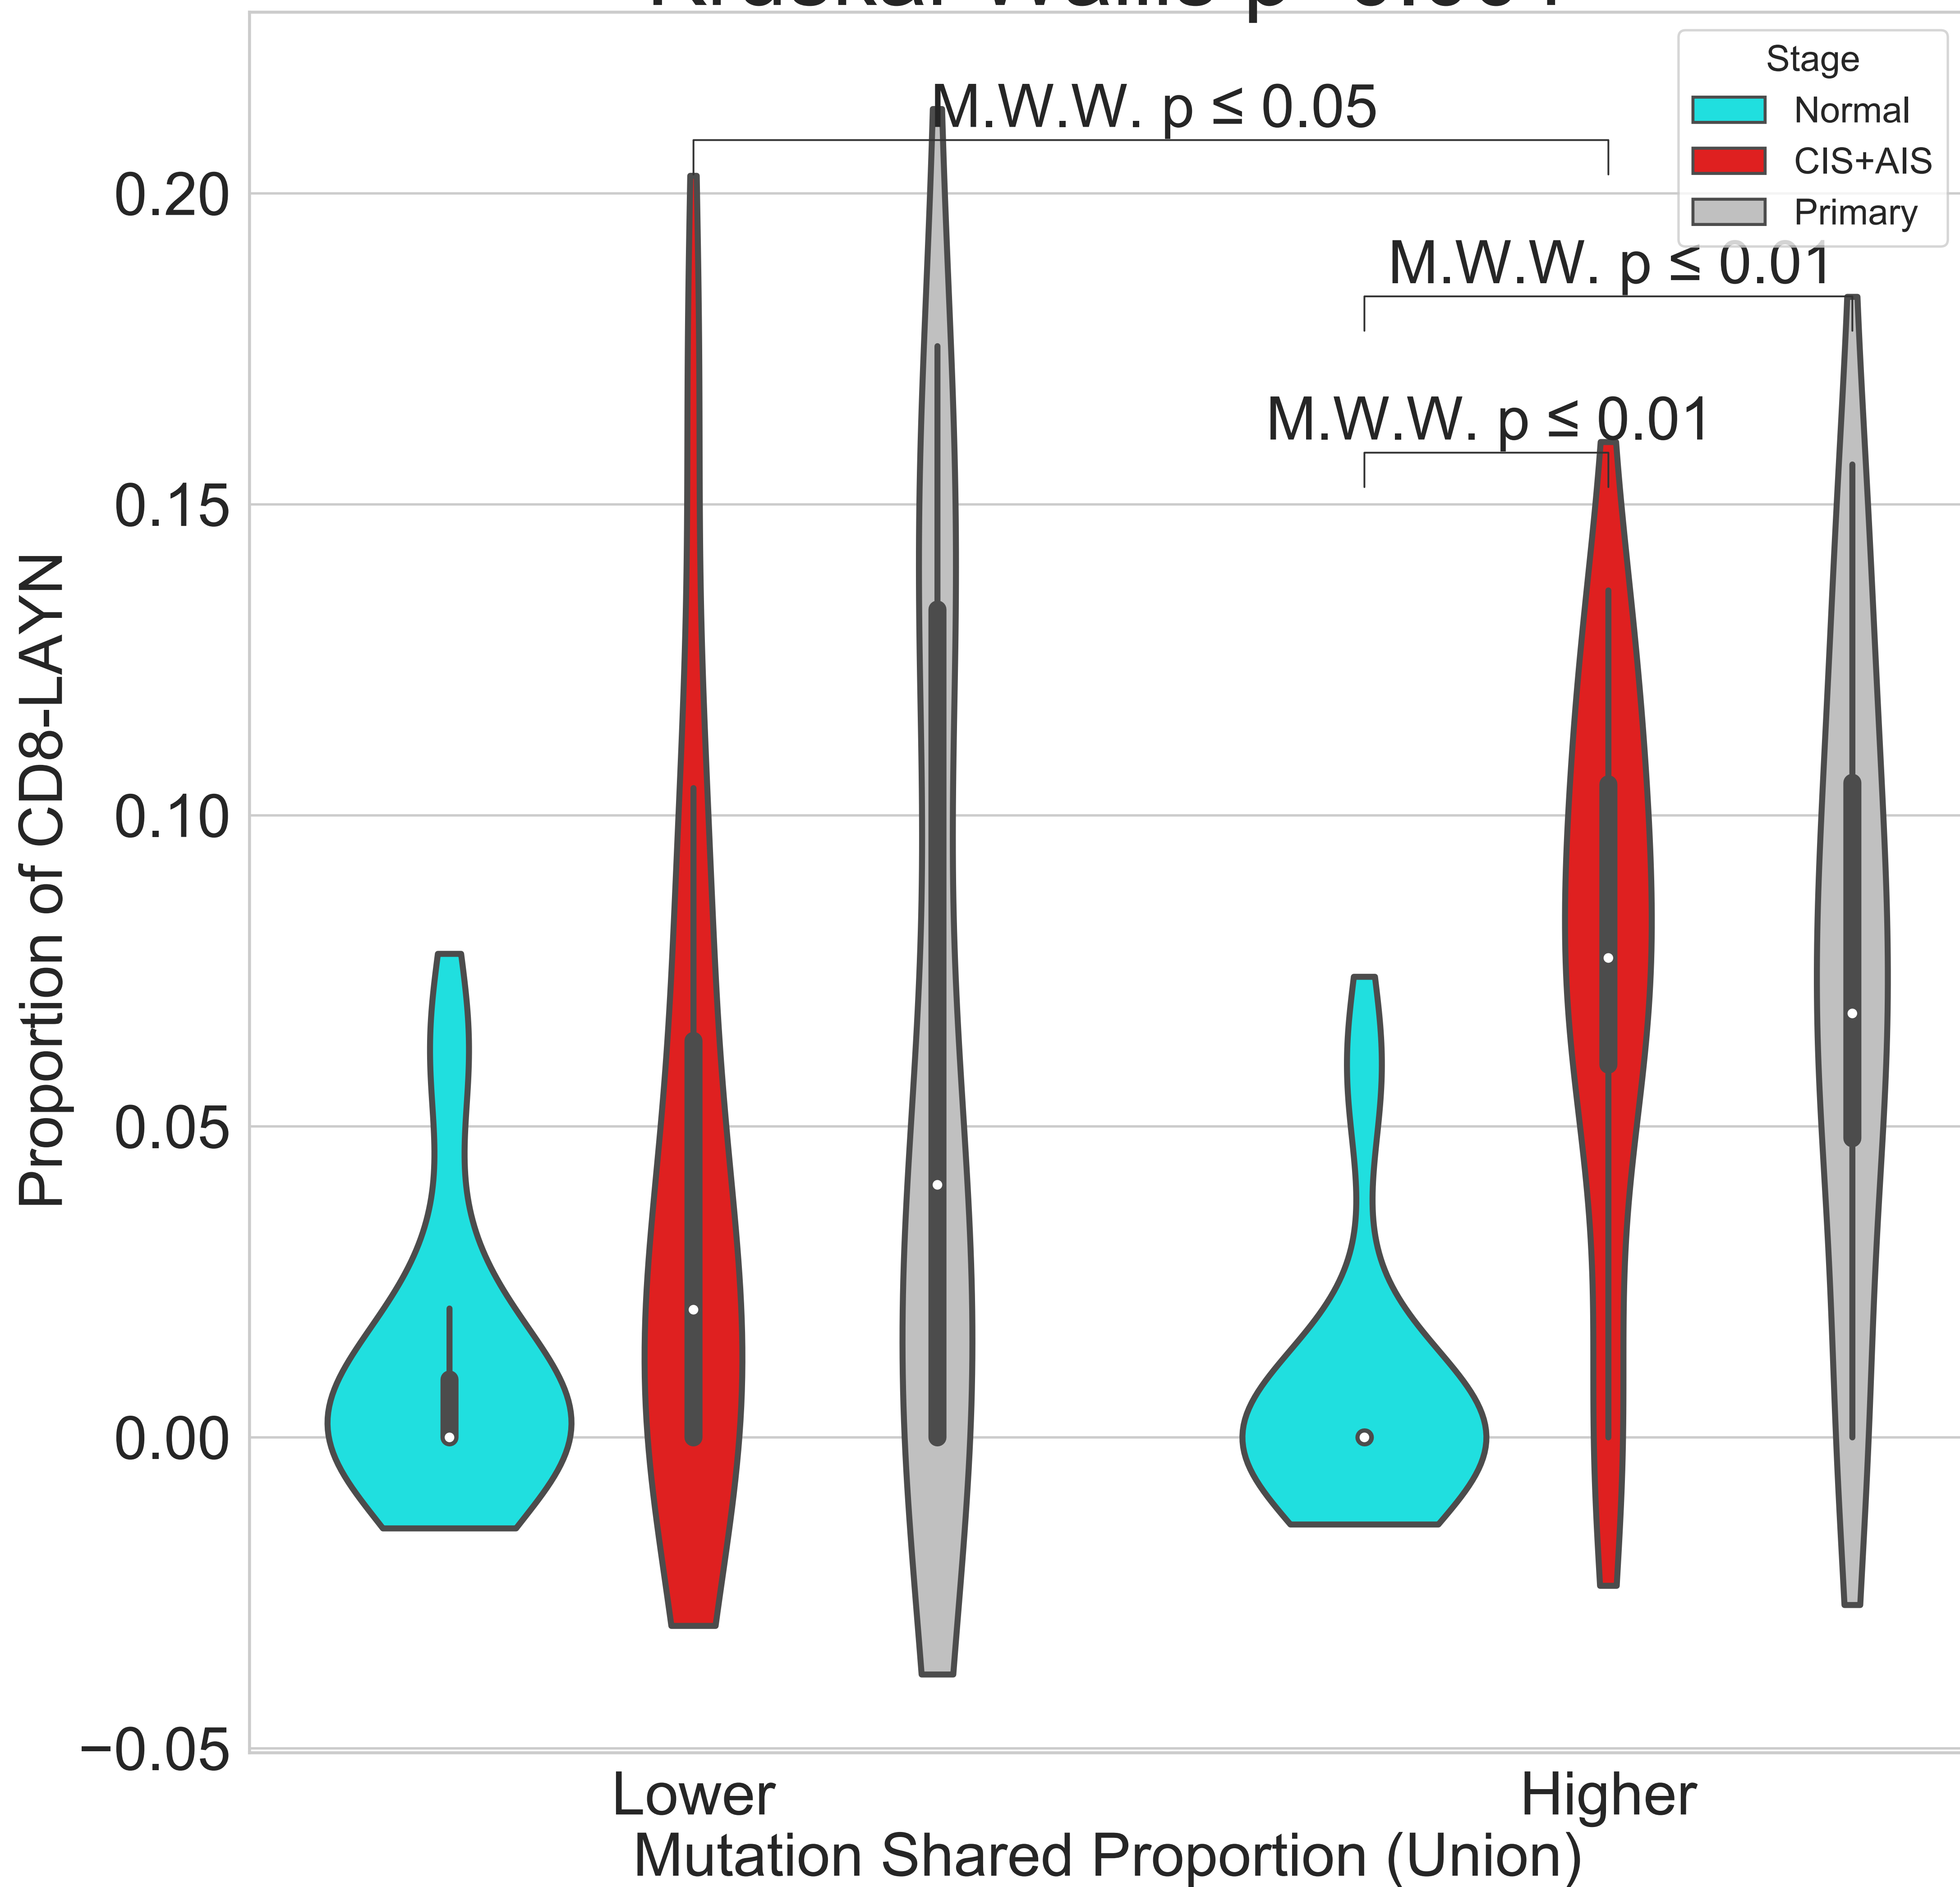 M.W.W. p ≤ 0.05
Stage
Normal
CIS+AIS
Primary
M.W.W. p ≤ 0.01
M.W.W. p ≤ 0.01
0.20
0.15
0.10
0.05
0.00
−0.05
Proportion of CD8-LAYN
Lower
Higher
Mutation Shared Proportion (Union)